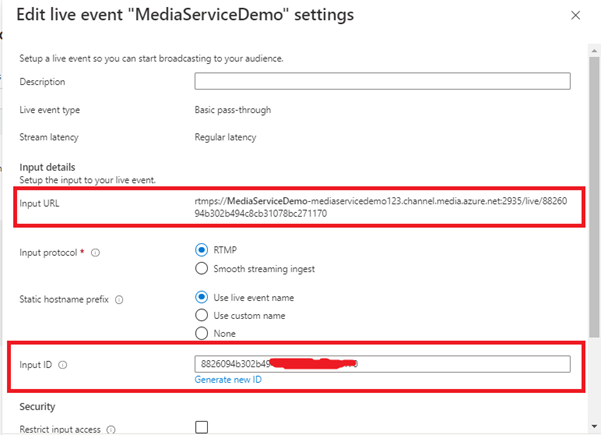 Edit live event "MediaServiceDemo" settings
Setup a live event so you can start broadcasting to your audience.
Description
Live event type Basic pass-through
Stream latency Regular latency
Input details
Setup the input to your live event.
Input URL rtmps://MediaServiceDemo-mediaservicedemo123.channel.media.azure.net:2935/live/88260
94b302b494c8cb31078bc271170
Input protocol * RTMP
Smooth streaming ingest
Static hostname prefix Use live event name
Use custom name
None
Input ID 8826094b302b49
Generate new ID
Security
Restrict input access